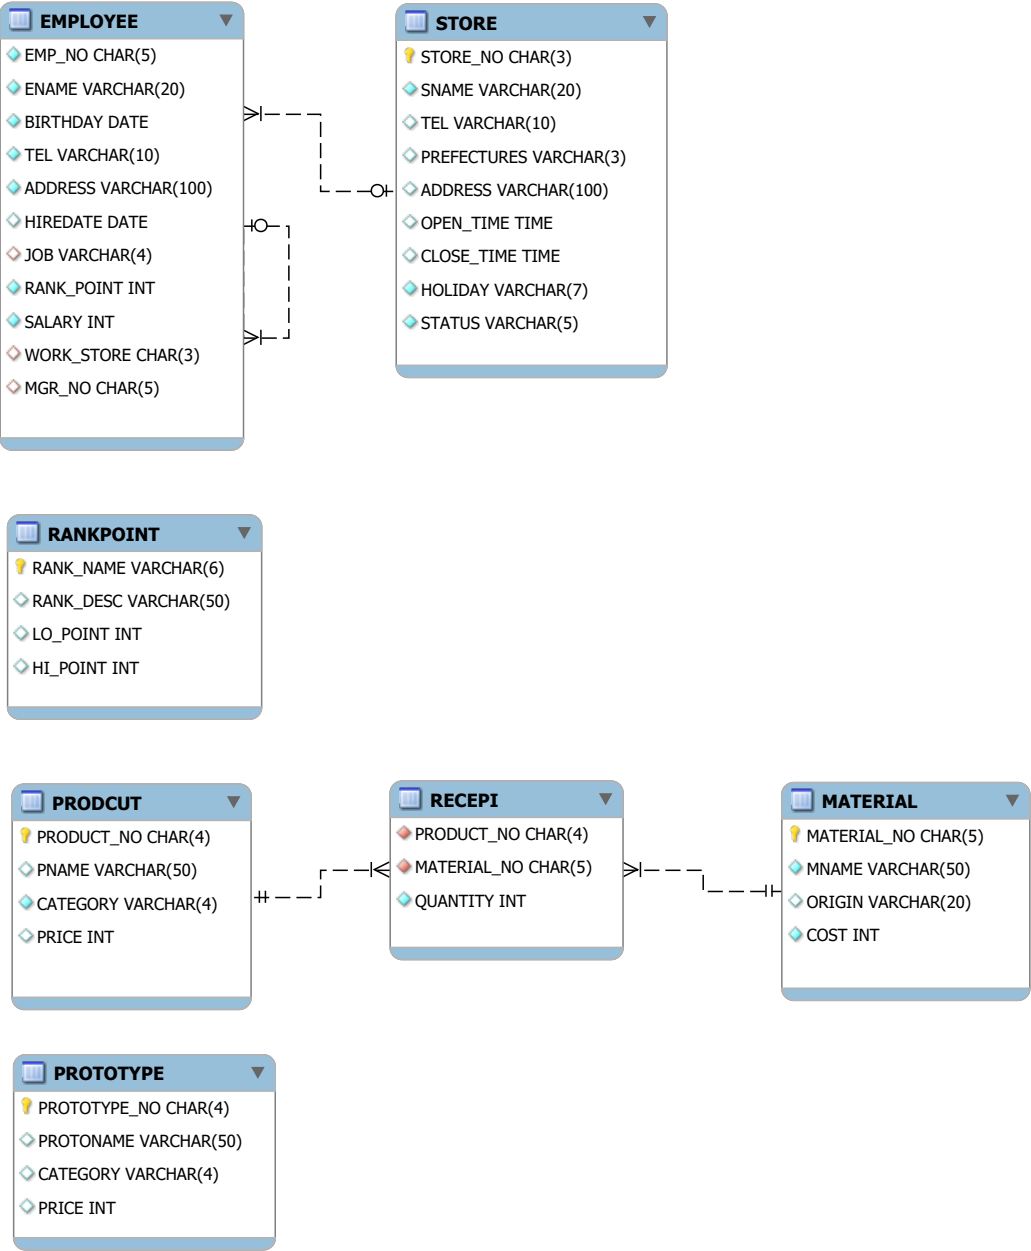 EMPLOYEE
EMP_NO CHAR(5)
ENAME VARCHAR(20)
BIRTHDAY DATE
TEL VARCHAR(10)
ADDRESS VARCHAR(100)
HIREDATE DATE
JOB VARCHAR(4)
RANK_POINT INT
SALARY INT
WORK_STORE CHAR(3)
MGR_NO CHAR(5)
STORE
STORE_NO CHAR(3)
SNAME VARCHAR(20)
TEL VARCHAR(10)
PREFECTURES VARCHAR(3)
ADDRESS VARCHAR(100)
OPEN_TIME TIME
CLOSE_TIME TIME
HOLIDAY VARCHAR(7)
STATUS VARCHAR(5)
RANKPOINT
RANK_NAME VARCHAR(6)
RANK_DESC VARCHAR(50)
LO_POINT INT
HI_POINT INT
PRODCUT
PRODUCT_NO CHAR(4)
PNAME VARCHAR(50)
CATEGORY VARCHAR(4)
PRICE INT
RECEPI
PRODUCT_NO CHAR(4)
MATERIAL_NO CHAR(5)
QUANTITY INT
MATERIAL
MATERIAL_NO CHAR(5)
MNAME VARCHAR(50)
ORIGIN VARCHAR(20)
COST INT
PROTOTYPE
PROTOTYPE_NO CHAR(4)
PROTONAME VARCHAR(50)
CATEGORY VARCHAR(4)
PRICE INT